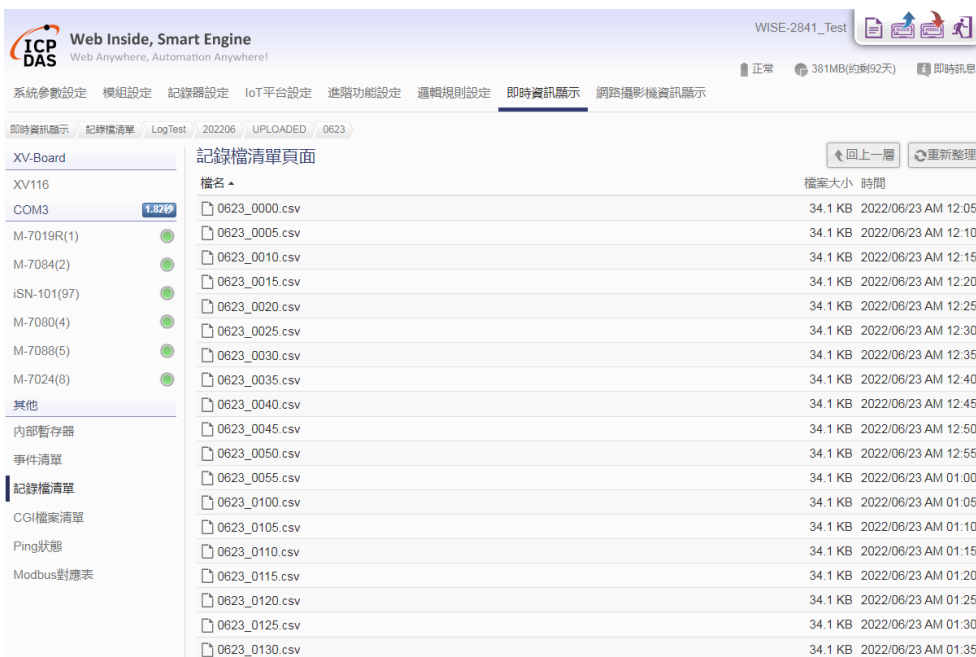 WISE-2841_Test
ICP DAS
Web Inside, Smart Engine
Web Anywhere, Automation Anywhere!
正常 381MB(約剩92天) 即時訊息
系統參數設定 模組設定 記錄器設定 IoT平台設定 進階功能設定 邏輯規則設定 即時資訊顯示 網路攝影機資訊顯示
即時資訊顯示 記錄檔清單 LogTest 202206 UPLOADED 0623
XV-Board
XV116
COM3 1.82秒
M-7019R(1)
M-7084(2)
iSN-101(97)
M-7080(4)
M-7088(5)
M-7024(8)
其他
內部暫存器
事件清單
記錄檔清單
CGI檔案清單
Ping狀態
Modbus對應表
記錄檔清單頁面
回上一層 重新整理
檔名 檔案大小 時間
0623_0000.csv 34.1 KB 2022/06/23 AM 12:05
0623_0005.csv 34.1 KB 2022/06/23 AM 12:10
0623_0010.csv 34.1 KB 2022/06/23 AM 12:15
0623_0015.csv 34.1 KB 2022/06/23 AM 12:20
0623_0020.csv 34.1 KB 2022/06/23 AM 12:25
0623_0025.csv 34.1 KB 2022/06/23 AM 12:30
0623_0030.csv 34.1 KB 2022/06/23 AM 12:35
0623_0035.csv 34.1 KB 2022/06/23 AM 12:40
0623_0040.csv 34.1 KB 2022/06/23 AM 12:45
0623_0045.csv 34.1 KB 2022/06/23 AM 12:50
0623_0050.csv 34.1 KB 2022/06/23 AM 12:55
0623_0055.csv 34.1 KB 2022/06/23 AM 01:00
0623_0100.csv 34.1 KB 2022/06/23 AM 01:05
0623_0105.csv 34.1 KB 2022/06/23 AM 01:10
0623_0110.csv 34.1 KB 2022/06/23 AM 01:15
0623_0115.csv 34.1 KB 2022/06/23 AM 01:20
0623_0120.csv 34.1 KB 2022/06/23 AM 01:25
0623_0125.csv 34.1 KB 2022/06/23 AM 01:30
0623_0130.csv 34.1 KB 2022/06/23 AM 01:35